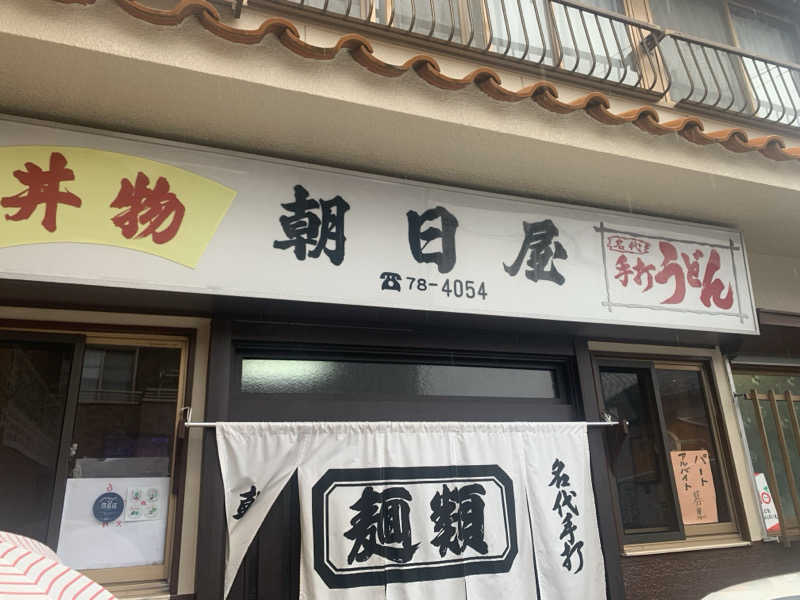 丼物
朝日屋
☎78-4054
名代
手打うどん
朝
麺類
名代手打
パート
アルバイト